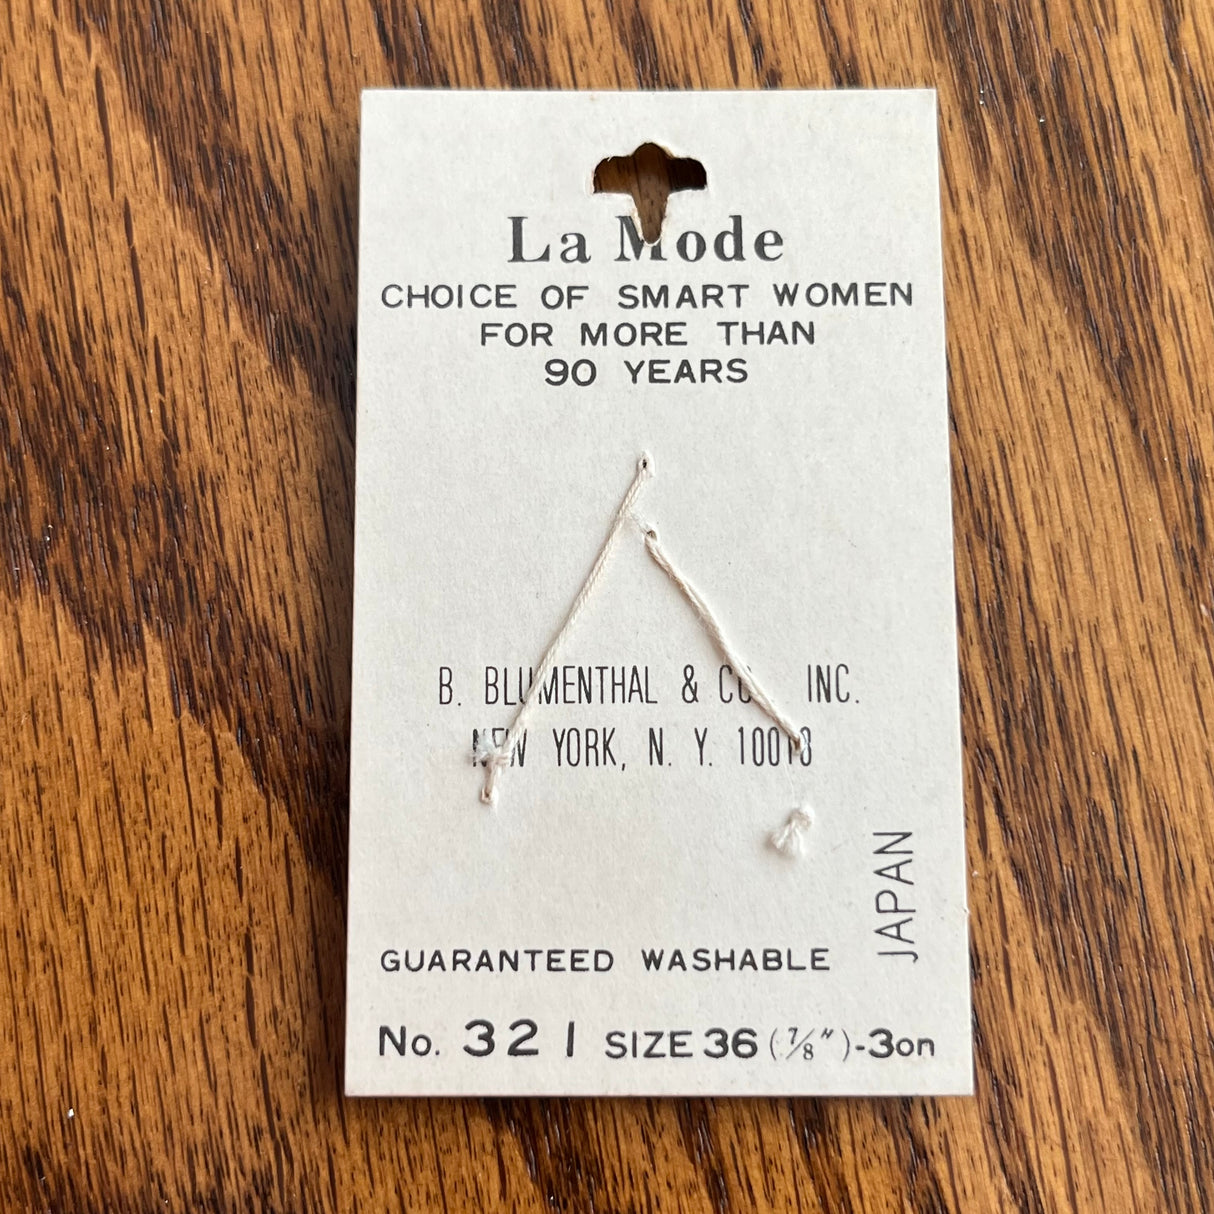 La Mode
CHOICE OF SMART WOMEN
FOR MORE THAN
90 YEARS
B. BLUMENTHAL & CO. INC.
NEW YORK, N. Y. 10018
JAPAN
GUARANTEED WASHABLE
No. 321 SIZE 36 (7/8")-3on